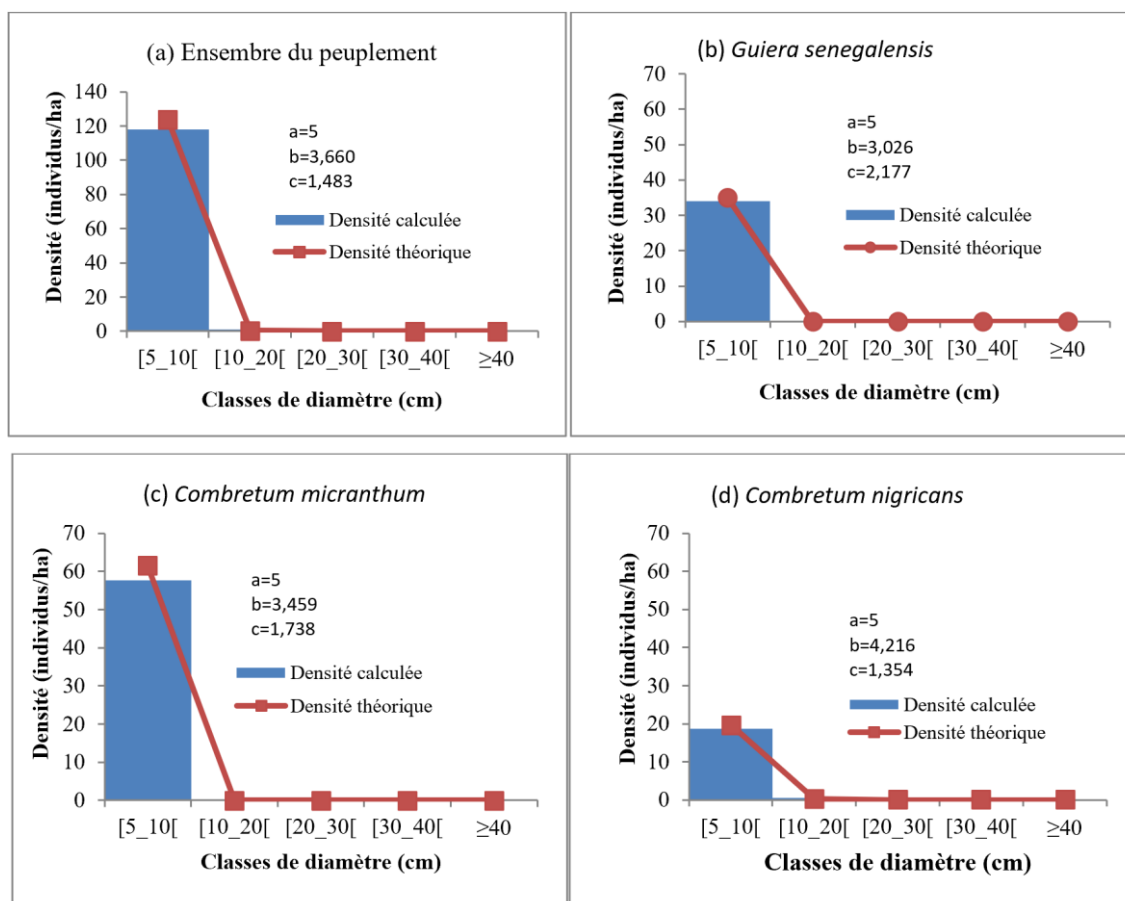 (a) Ensembre du peuplement
Densité (individus/ha)
140
120
100
80
60
40
20
0
a=5
b=3,660
c=1,483
Densité calculée
Densité théorique
[5_10[ [10_20[ [20_30[ [30_40[ ≥40
Classes de diamètre (cm)
(b) Guiera senegalensis
Densité (individus/ha)
70
60
50
40
30
20
10
0
a=5
b=3,026
c=2,177
Densité calculée
Densité théorique
[5_10[ [10_20[ [20_30[ [30_40[ ≥40
Classes de diamètre (cm)
(c) Combretum micranthum
Densité (individus/ha)
70
60
50
40
30
20
10
0
a=5
b=3,459
c=1,738
Densité calculée
Densité théorique
[5_10[ [10_20[ [20_30[ [30_40[ ≥40
Classes de diamètre (cm)
(d) Combretum nigricans
Densité (individus/ha)
70
60
50
40
30
20
10
0
a=5
b=4,216
c=1,354
Densité calculée
Densité théorique
[5_10[ [10_20[ [20_30[ [30_40[ ≥40
Classes de diamètre (cm)